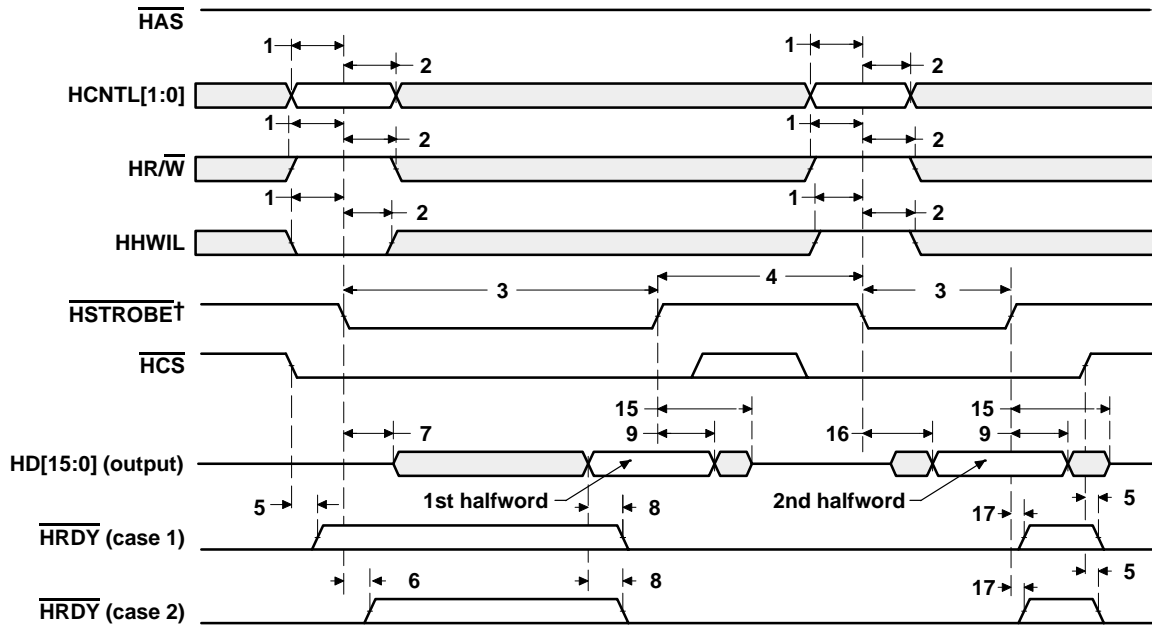 HAS
1 1
2 2
HCNTL[1:0]
1 1
2 2
HR/W
1 1
2 2
HHWIL
3 4 3
HSTROBE†
HCS
15 15
7 9 16 9
HD[15:0] (output)
1st halfword 2nd halfword
5 8 17 5
HRDY (case 1)
6 8 17 5
HRDY (case 2)